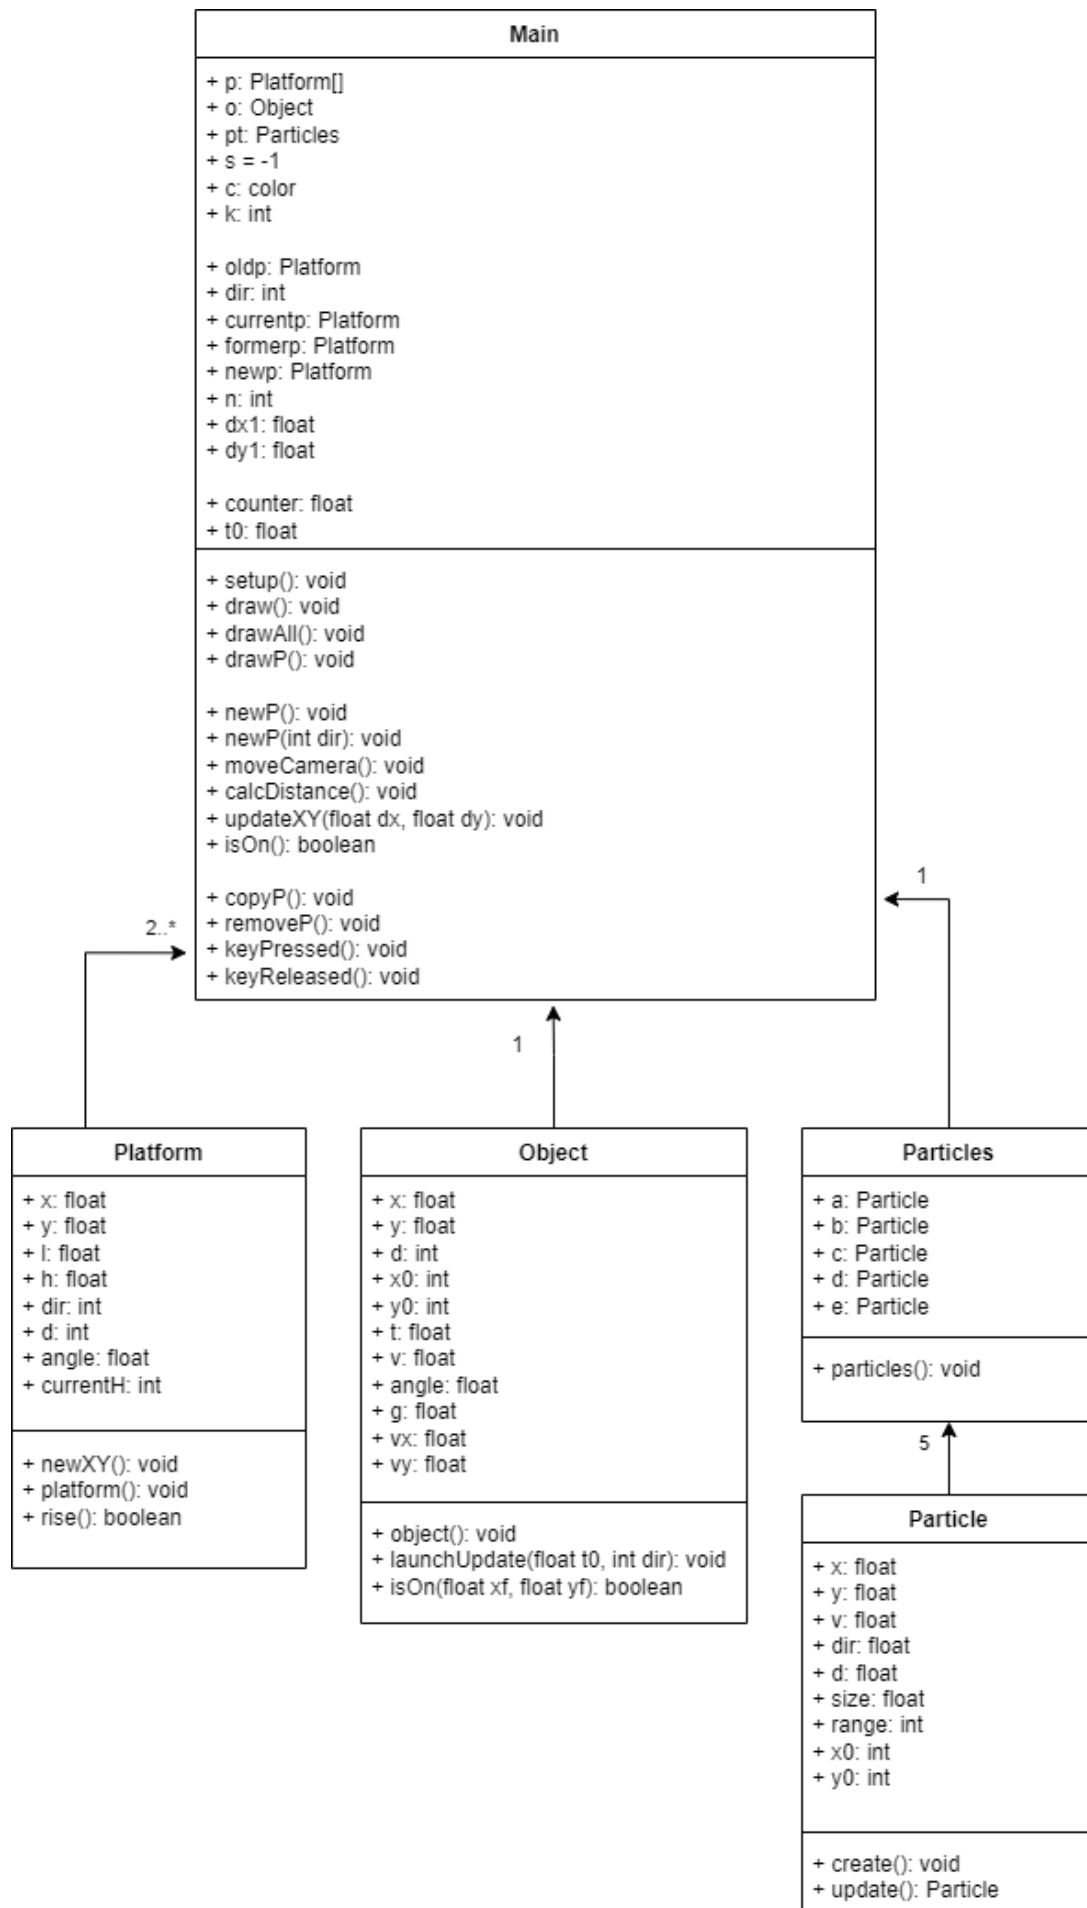 Main
+ p: Platform[]
+ o: Object
+ pt: Particles
+ s = -1
+ c: color
+ k: int
+ oldp: Platform
+ dir: int
+ currentp: Platform
+ formerp: Platform
+ newp: Platform
+ n: int
+ dx1: float
+ dy1: float
+ counter: float
+ t0: float
+ setup(): void
+ draw(): void
+ drawAll(): void
+ drawP(): void
+ newP(): void
+ newP(int dir): void
+ moveCamera(): void
+ calcDistance(): void
+ updateXY(float dx, float dy): void
+ isOn(): boolean
+ copyP(): void
+ removeP(): void
+ keyPressed(): void
+ keyReleased(): void
2..*
1
1
Platform
+ x: float
+ y: float
+ l: float
+ h: float
+ dir: int
+ d: int
+ angle: float
+ currentH: int
+ newXY(): void
+ platform(): void
+ rise(): boolean
Object
+ x: float
+ y: float
+ d: int
+ x0: int
+ y0: int
+ t: float
+ v: float
+ angle: float
+ g: float
+ vx: float
+ vy: float
+ object(): void
+ launchUpdate(float t0, int dir): void
+ isOn(float xf, float yf): boolean
Particles
+ a: Particle
+ b: Particle
+ c: Particle
+ d: Particle
+ e: Particle
+ particles(): void
5
Particle
+ x: float
+ y: float
+ v: float
+ dir: float
+ d: float
+ size: float
+ range: int
+ x0: int
+ y0: int
+ create(): void
+ update(): Particle